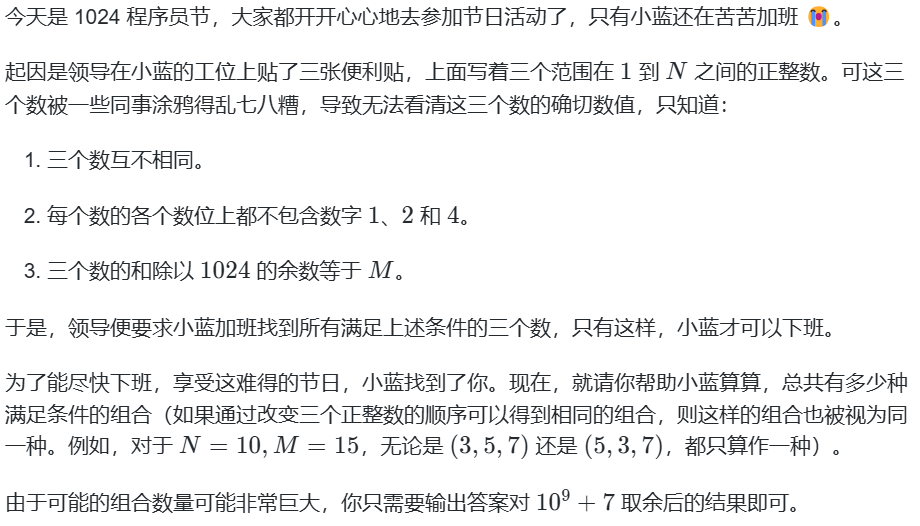 今天是 1024 程序员节，大家都开开心心地去参加节日活动了，只有小蓝还在苦苦加班 😭。
起因是领导在小蓝的工位上贴了三张便利贴，上面写着三个范围在 1 到 N 之间的正整数。可这三
个数被一些同事涂鸦得乱七八糟，导致无法看清这三个数的确切数值，只知道：
1. 三个数互不相同。
2. 每个数的各个数位上都不包含数字 1、2 和 4。
3. 三个数的和除以 1024 的余数等于 M。
于是，领导便要求小蓝加班找到所有满足上述条件的三个数，只有这样，小蓝才可以下班。
为了能尽快下班，享受这难得的节日，小蓝找到了你。现在，就请你帮助小蓝算算，总共有多少种
满足条件的组合（如果通过改变三个正整数的顺序可以得到相同的组合，则这样的组合也被视为同
一种。例如，对于 N = 10, M = 15，无论是 (3, 5, 7) 还是 (5, 3, 7)，都只算作一种）。
由于可能的组合数量可能非常巨大，你只需要输出答案对 10⁹ + 7 取余后的结果即可。